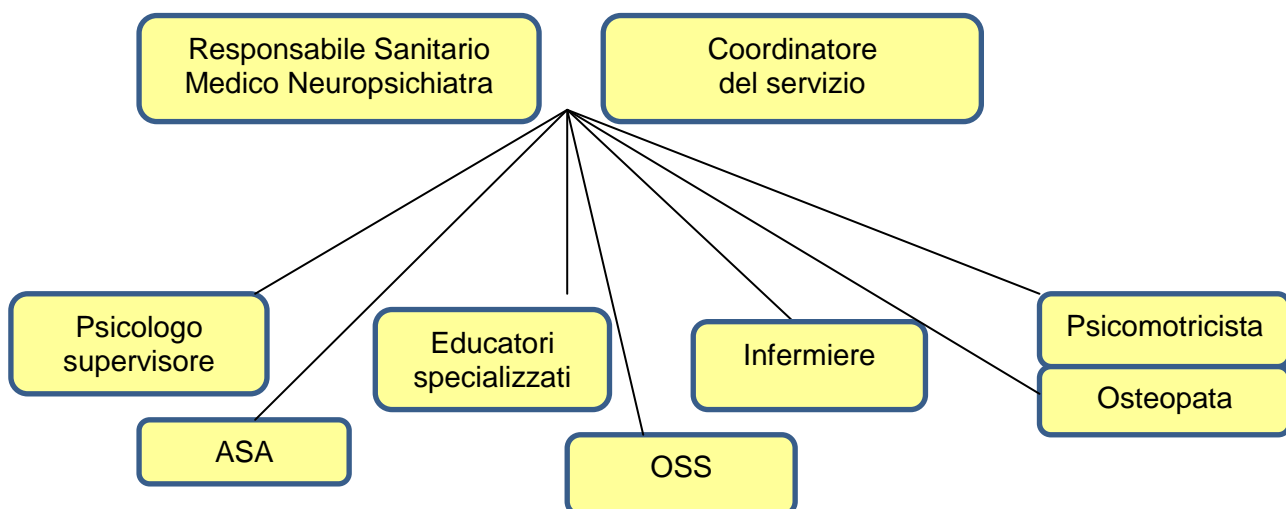 Responsabile Sanitario
Medico Neuropsichiatra
Coordinatore
del servizio
Psicologo
supervisore
Educatori
specializzati
Infermiere
Psicomotricista
Osteopata
ASA
OSS